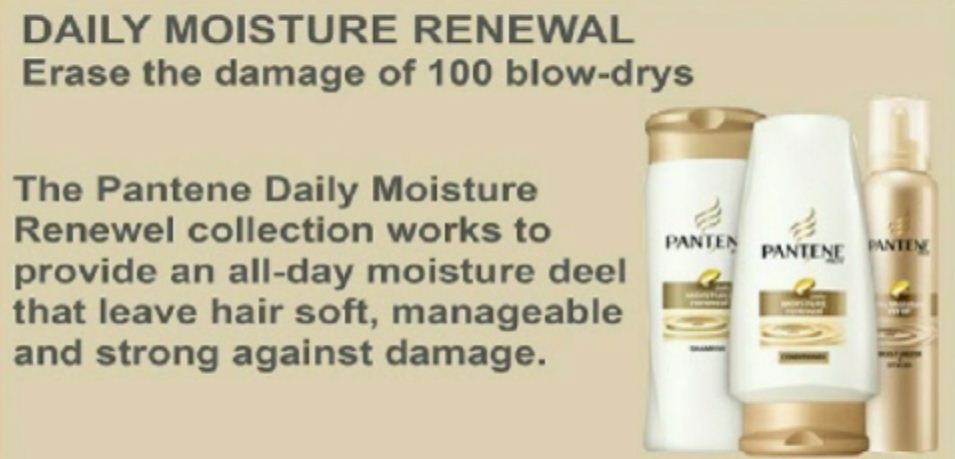 DAILY MOISTURE RENEWAL
Erase the damage of 100 blow-drys
The Pantene Daily Moisture
Renewel collection works to
provide an all-day moisture deel
that leave hair soft, manageable
and strong against damage.
PANTEN
PANTENE
PANTENE